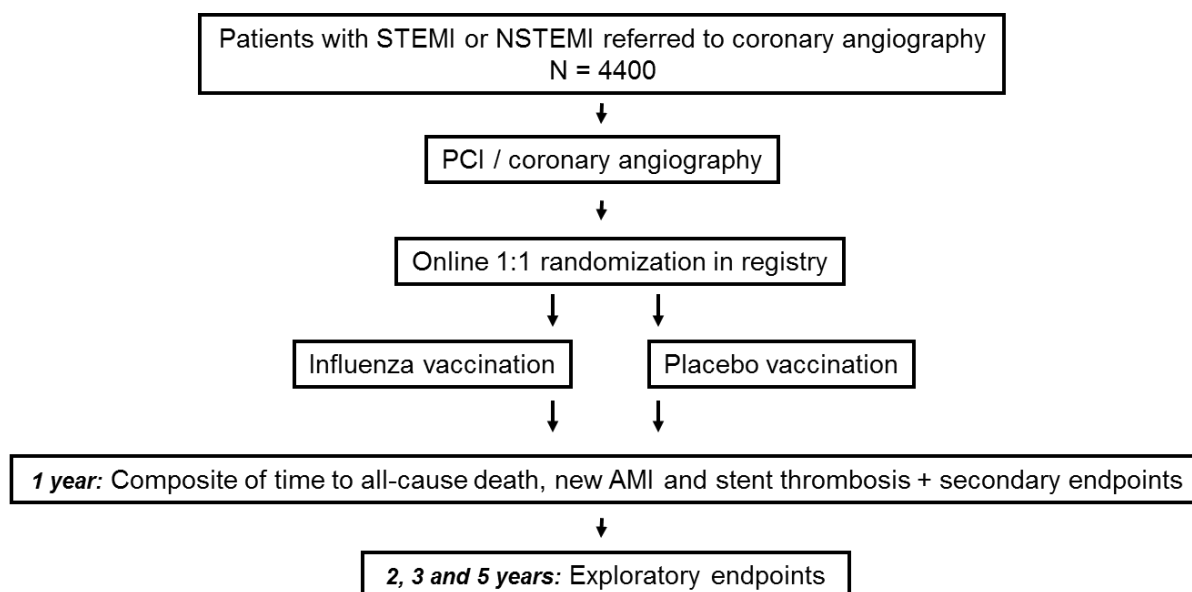 Patients with STEMI or NSTEMI referred to coronary angiography
N = 4400
PCI / coronary angiography
Online 1:1 randomization in registry
Influenza vaccination
Placebo vaccination
1 year: Composite of time to all-cause death, new AMI and stent thrombosis + secondary endpoints
2, 3 and 5 years: Exploratory endpoints